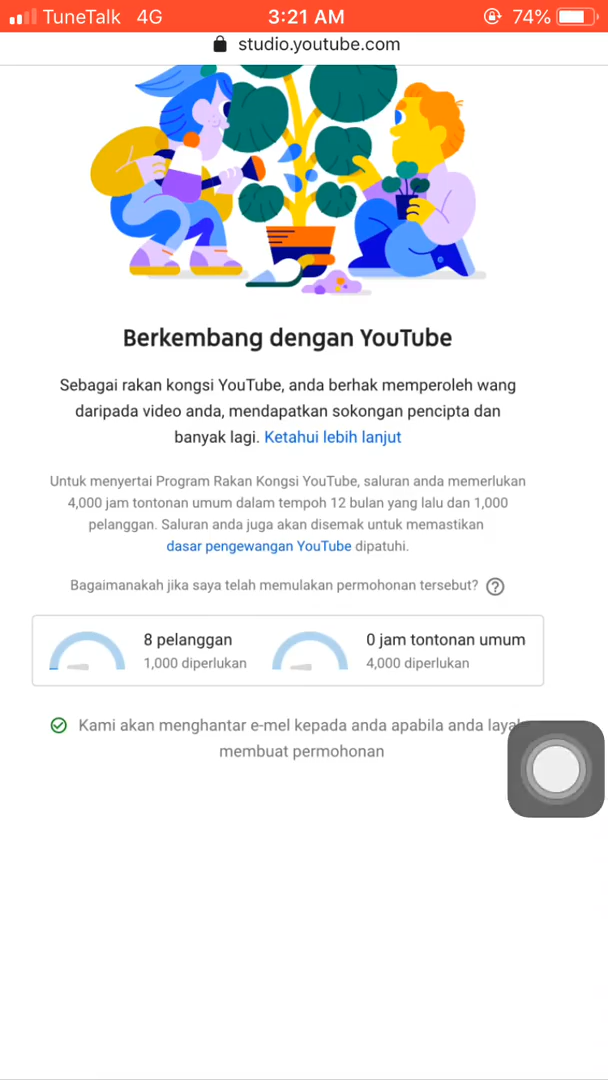 TuneTalk 4G 3:21 AM 74%
studio.youtube.com
Berkembang dengan YouTube
Sebagai rakan kongsi YouTube, anda berhak memperoleh wang
daripada video anda, mendapatkan sokongan pencipta dan
banyak lagi. Ketahui lebih lanjut
Untuk menyertai Program Rakan Kongsi YouTube, saluran anda memerlukan
4,000 jam tontonan umum dalam tempoh 12 bulan yang lalu dan 1,000
pelanggan. Saluran anda juga akan disemak untuk memastikan
dasar pengewangan YouTube dipatuhi.
Bagaimanakah jika saya telah memulakan permohonan tersebut? ?
8 pelanggan
1,000 diperlukan
0 jam tontonan umum
4,000 diperlukan
Kami akan menghantar e-mel kepada anda apabila anda
membuat permohonan